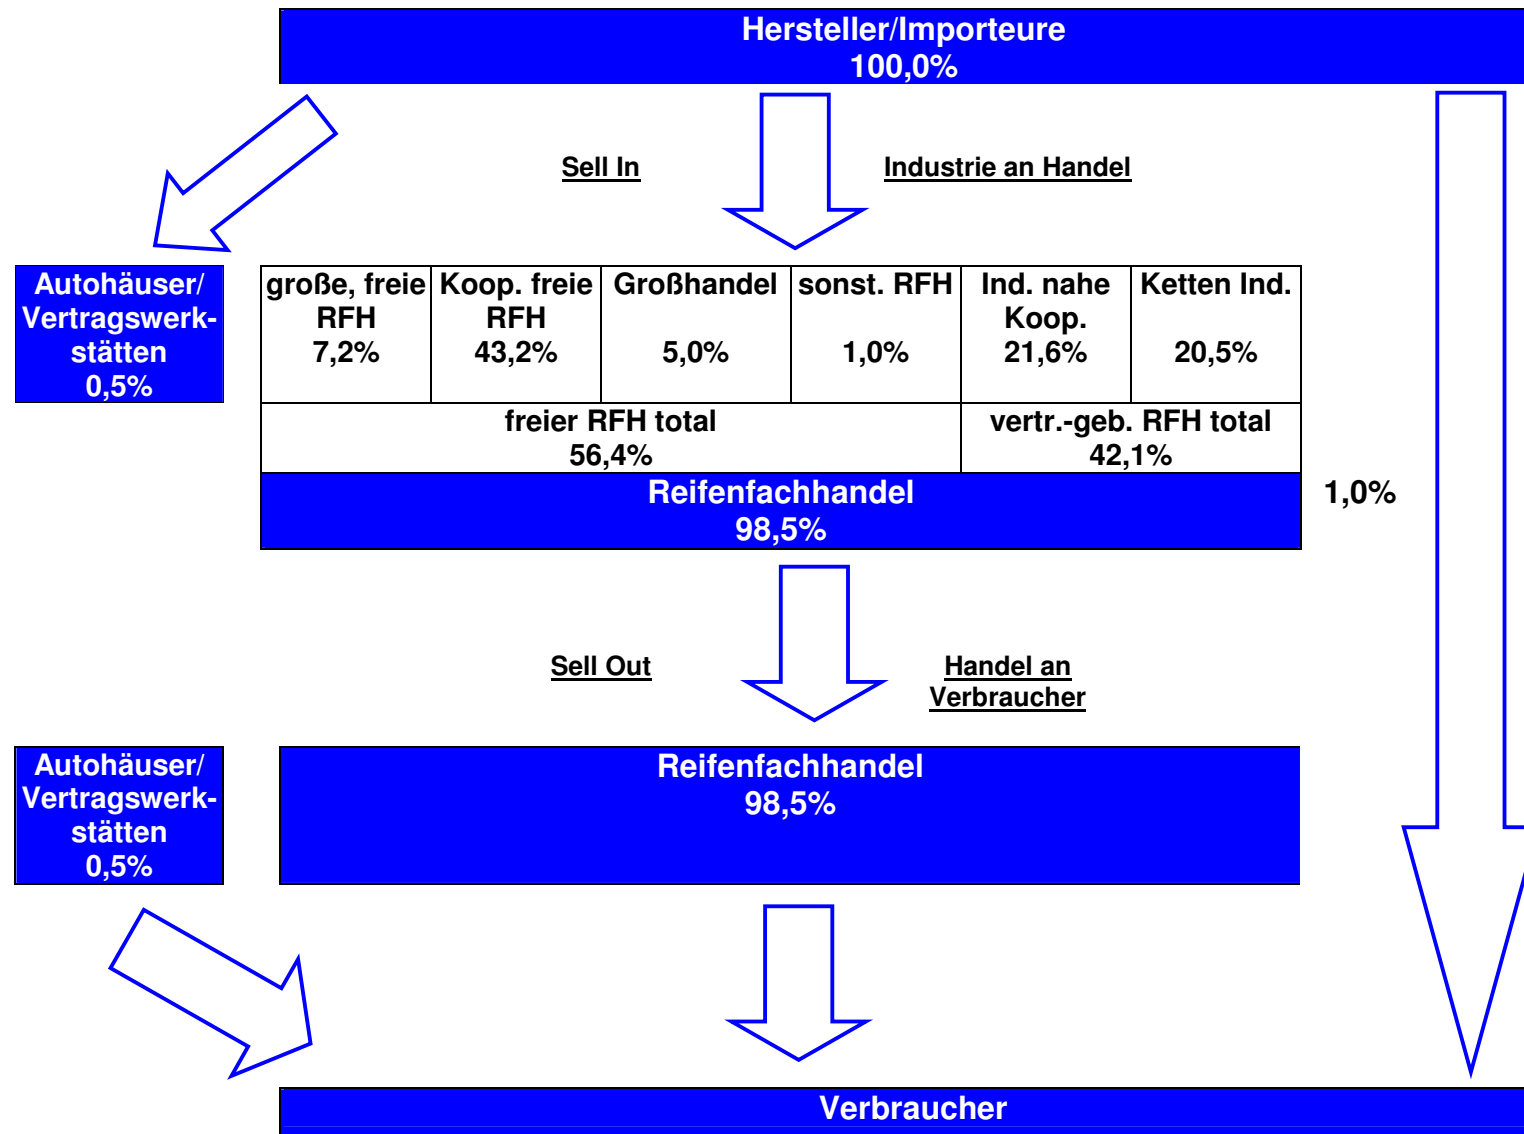 Hersteller/Importeure
100,0%
Sell In
Industrie an Handel
Autohäuser/
Vertragswerk-
stätten
0,5%
große, freie
RFH
7,2%
Koop. freie
RFH
43,2%
Großhandel
5,0%
sonst. RFH
1,0%
Ind. nahe
Koop.
21,6%
Ketten Ind.
20,5%
freier RFH total
56,4%
vertr.-geb. RFH total
42,1%
Reifenfachhandel
98,5%
1,0%
Sell Out
Handel an
Verbraucher
Autohäuser/
Vertragswerk-
stätten
0,5%
Reifenfachhandel
98,5%
Verbraucher